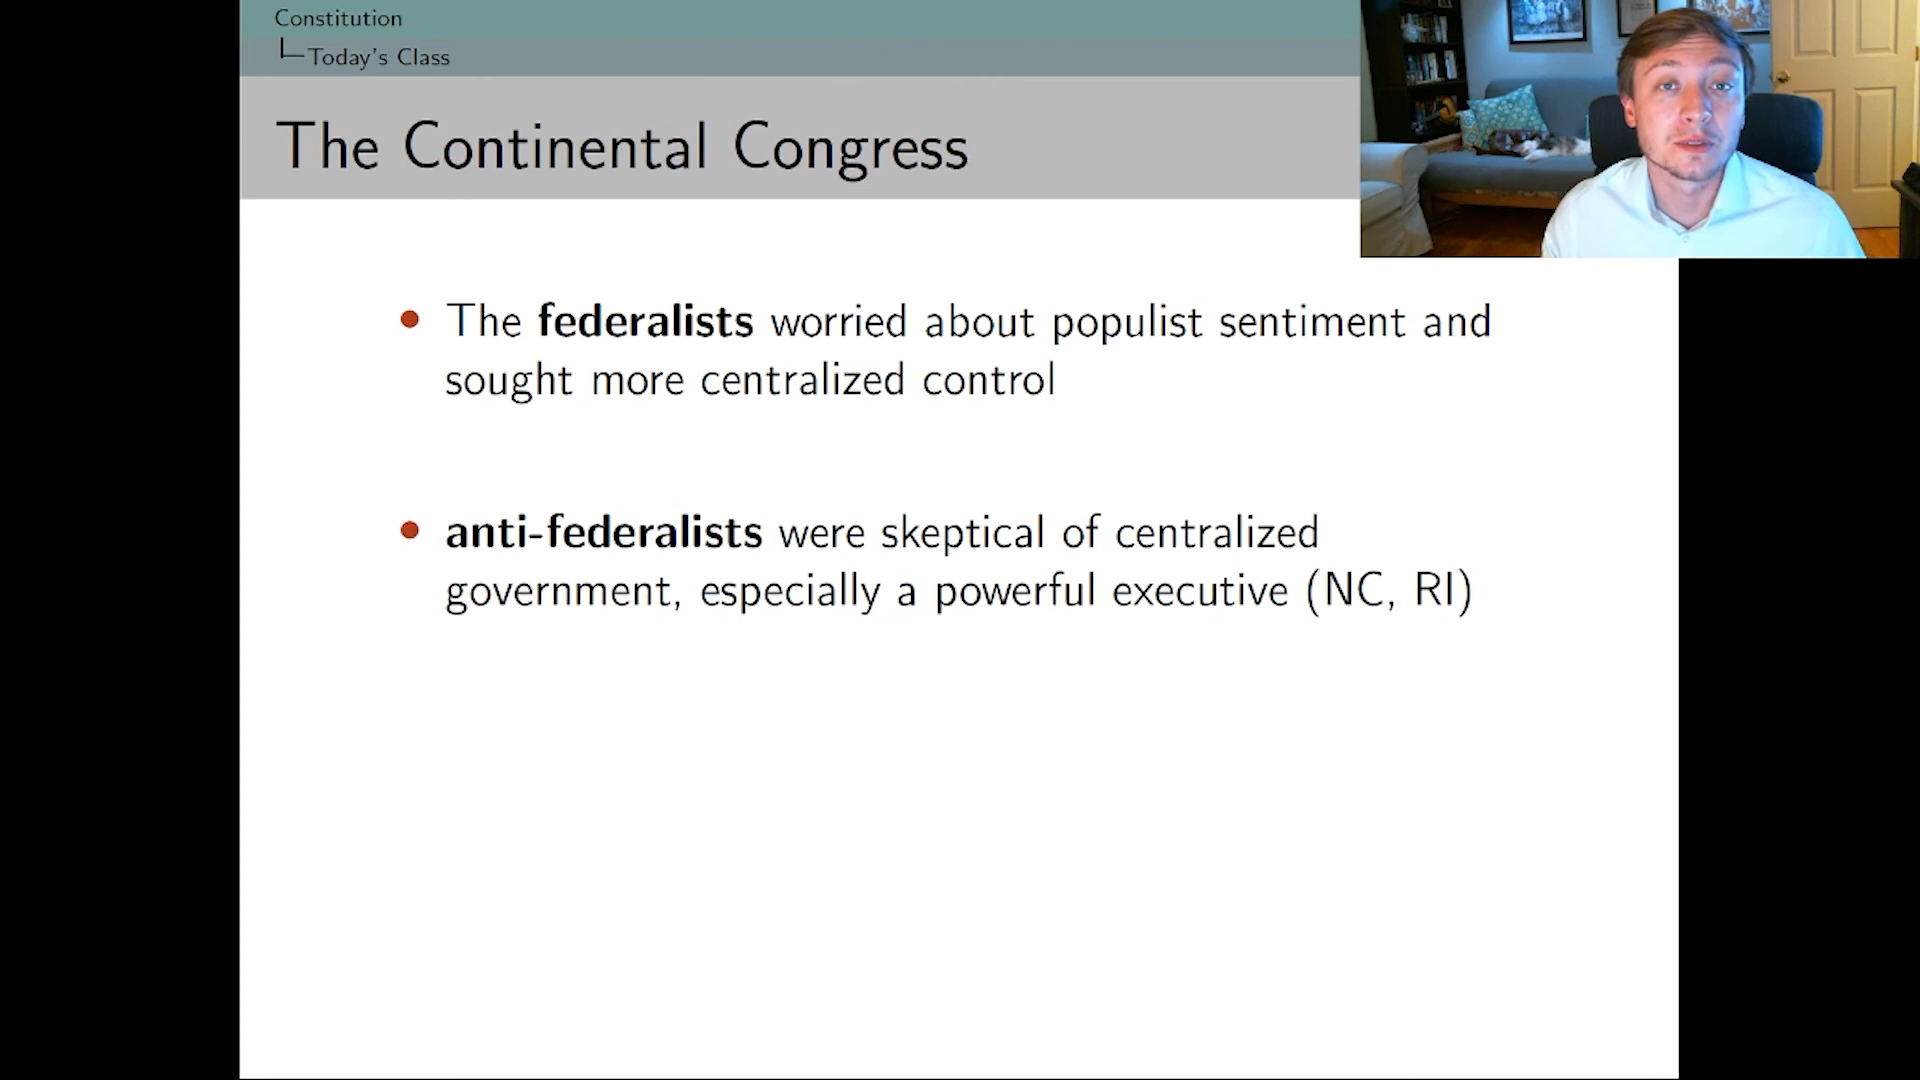 Constitution
Today's Class
The Continental Congress
The federalists worried about populist sentiment and
sought more centralized control
anti-federalists were skeptical of centralized
government, especially a powerful executive (NC, RI)